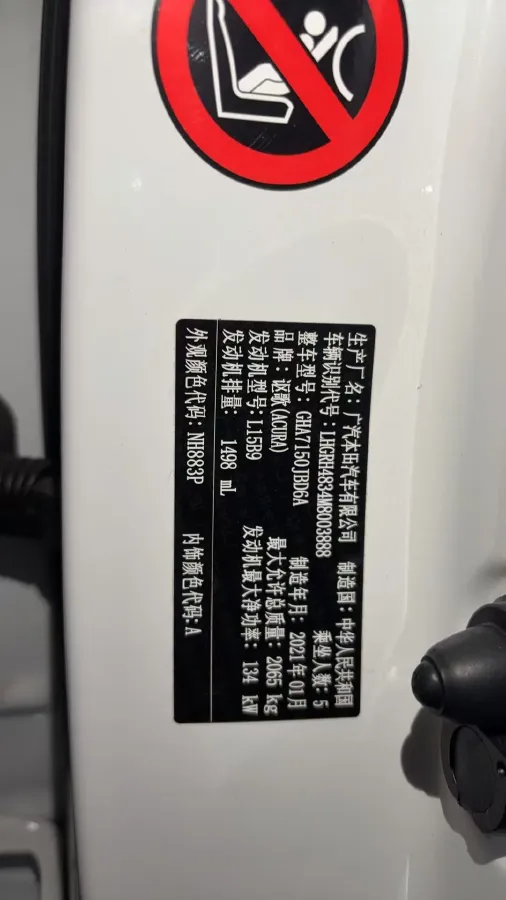 生产厂名：广汽本田汽车有限公司 制造国：中华人民共和国
车辆识别代号：LHGRH4834M8003888 乘坐人数：5
整车型号：GHA7150JBD6A 制造年月：2021年01月
品牌：讴歌(ACURA) 最大允许总质量：2065 kg
发动机型号：L15B9 发动机最大净功率：134 kW
发动机排量： 1498 mL
外观颜色代码：NH883P 内饰颜色代码：A